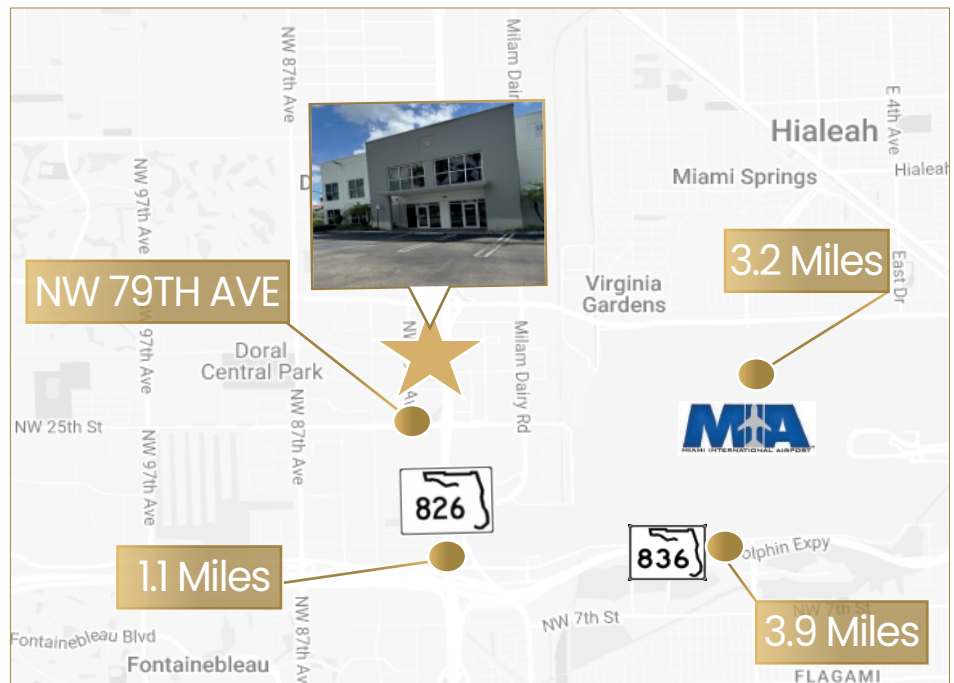 NW 87th Ave
Milam Dair
E 4th Ave
Hialeah
Hialeah
Miami Springs
NW 97th Ave
D
3.2 Miles
East Dr
NW 79TH AVE
Virginia
Gardens
NW 97th Ave
Milam Dairy Rd
Doral
Central Park
NW 25th St
NW 87th Ave
MIA
MIAMI INTERNATIONAL AIRPORT
NW 97th Ave
826
836
olphin Expy
1.1 Miles
NW 87th Av
NW 7th St
NW 7th St
3.9 Miles
Fontainebleau Blvd
Fontainebleau
FLAGAMI